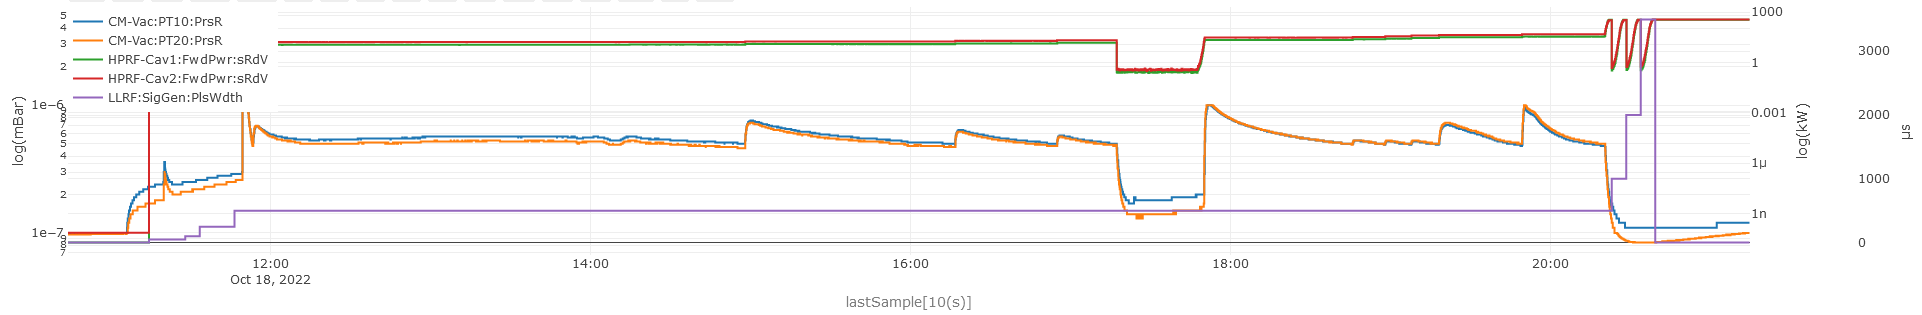 CM-Vac:PT10:PrsR
CM-Vac:PT20:PrsR
HPRF-Cav1:FwdPwr:sRdV
HPRF-Cav2:FwdPwr:sRdV
LLRF:SigGen:PlsWdth
log(mBar)
5
4
3
2
1e-6
9
8
7
6
5
4
3
2
1e-7
9
8
7
12:00
Oct 18, 2022
14:00
16:00
18:00
20:00
lastSample[10(s)]
1000
1
0.001
1μ
1n
log(kW)
3000
2000
1000
0
μs